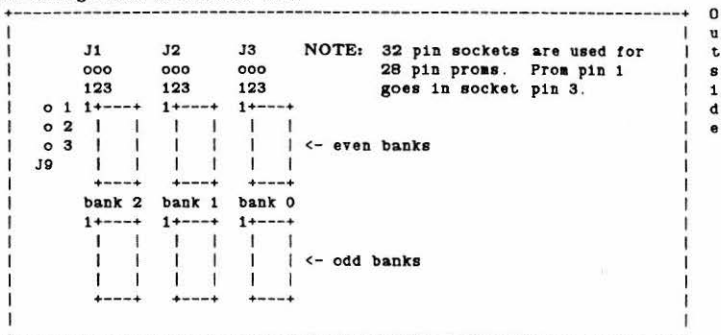 J1 J2 J3 NOTE: 32 pin sockets are used for
ooo ooo ooo 28 pin proms. Prom pin 1
123 123 123 goes in socket pin 3.
o 1 1+---+ 1+---+ 1+---+
o 2 | | | | | |
o 3 | | | | | | <- even banks
J9 | | | | | |
+---+ +---+ +---+
bank 2 bank 1 bank 0
1+---+ 1+---+ 1+---+
| | | | | |
| | | | | | <- odd banks
| | | | | |
+---+ +---+ +---+
O
u
t
s
i
d
e